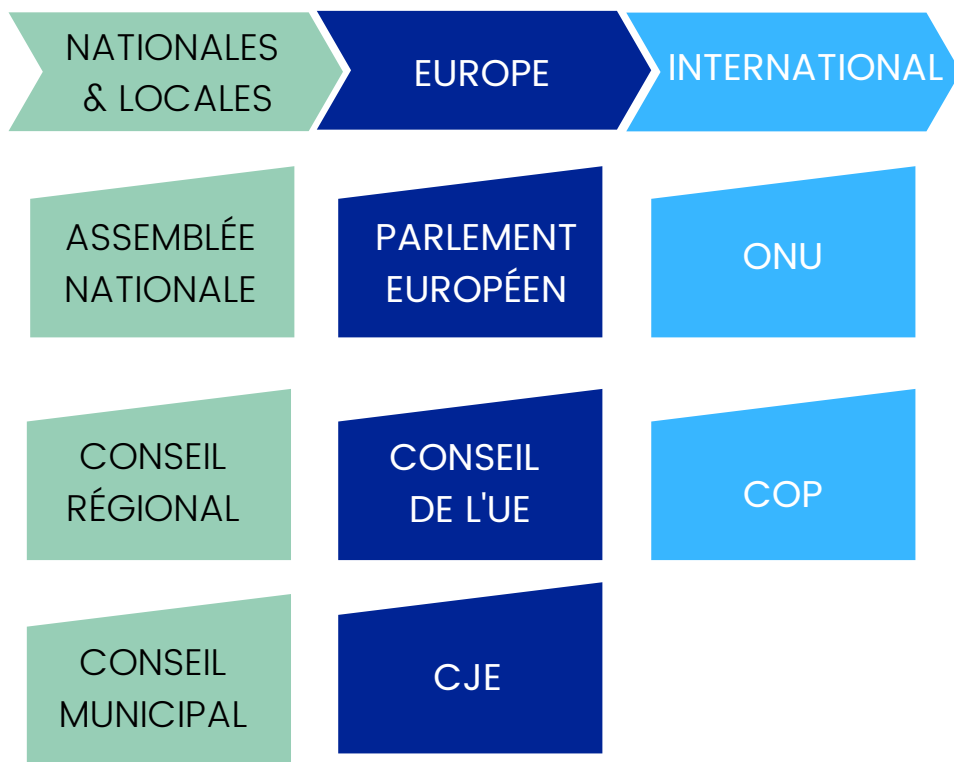 NATIONALES
& LOCALES
EUROPE
INTERNATIONAL
ASSEMBLÉE
NATIONALE
PARLEMENT
EUROPÉEN
ONU
CONSEIL
RÉGIONAL
CONSEIL
DE L'UE
COP
CONSEIL
MUNICIPAL
CJE